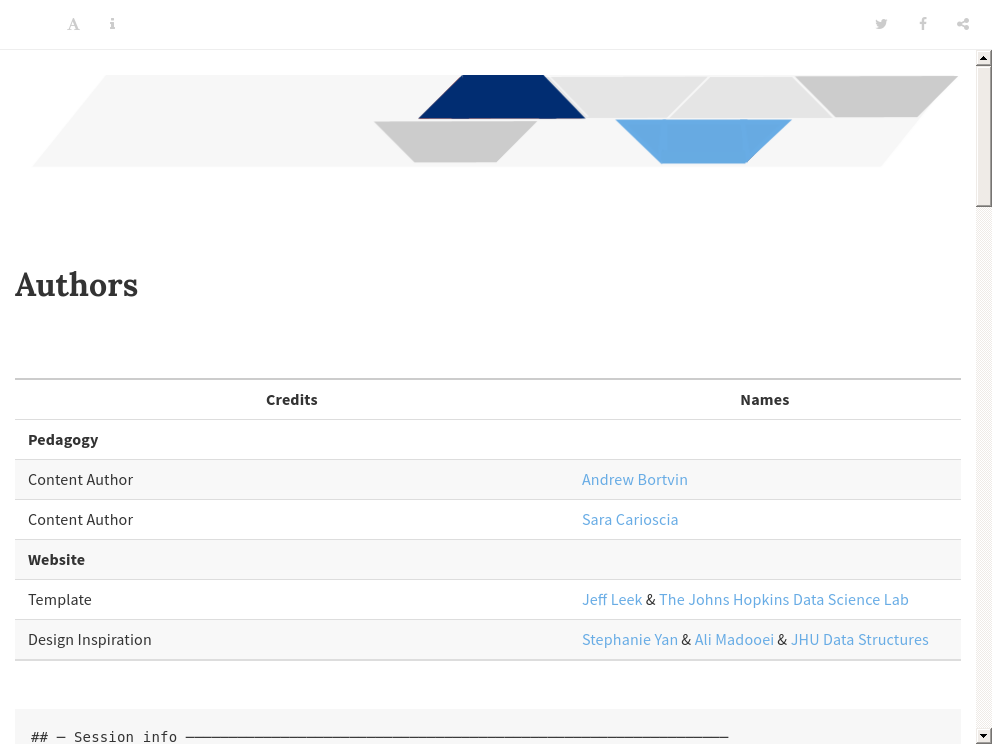 Authors
Credits Names
Pedagogy
Content Author Andrew Bortvin
Content Author Sara Carioscia
Website
Template Jeff Leek & The Johns Hopkins Data Science Lab
Design Inspiration Stephanie Yan & Ali Madooei & JHU Data Structures
## ─ Session info ───────────────────────────────────────────────────────────────